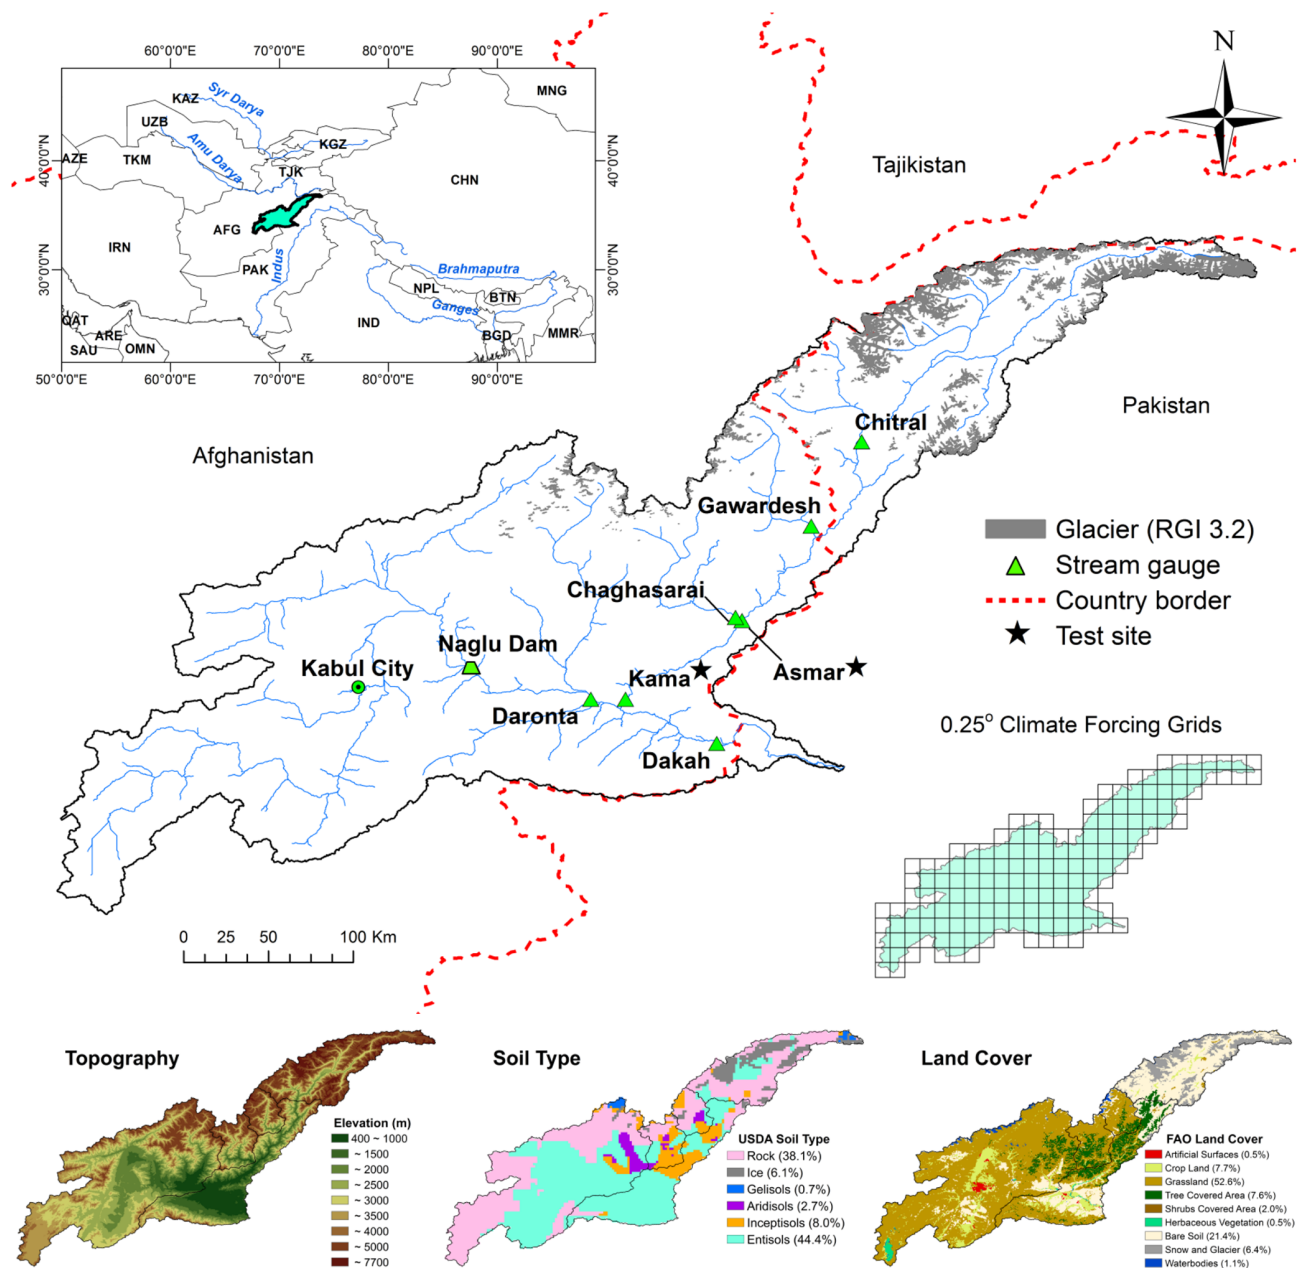 60°0'0"E
70°0'0"E
80°0'0"E
90°0'0"E
N
MNG
KAZ
Syr Darya
UZB
KGZ
Amu Darya
AZE
TKM
TJK
CHN
40°0'0"N
40°0'0"N
Tajikistan
AFG
IRN
PAK
Indus
Brahmaputra
30°0'0"N
30°0'0"N
NPL
BTN
Ganges
QAT
IND
ARE
BGD
MMR
SAU
OMN
50°0'0"E
60°0'0"E
70°0'0"E
80°0'0"E
90°0'0"E
Pakistan
Chitral
Afghanistan
Gawardesh
Glacier (RGI 3.2)
Stream gauge
Country border
Test site
Chaghasarai
Naglu Dam
Kabul City
Kama
Asmar
Daronta
Dakah
0.25° Climate Forcing Grids
0 25 50 100 Km
Topography
Elevation (m)
400 ~ 1000
~ 1500
~ 2000
~ 2500
~ 3000
~ 3500
~ 4000
~ 5000
~ 7700
Soil Type
USDA Soil Type
Rock (38.1%)
Ice (6.1%)
Gelisols (0.7%)
Aridisols (2.7%)
Inceptisols (8.0%)
Entisols (44.4%)
Land Cover
FAO Land Cover
Artificial Surfaces (0.5%)
Crop Land (7.7%)
Grassland (52.6%)
Tree Covered Area (7.6%)
Shrubs Covered Area (2.0%)
Herbaceous Vegetation (0.5%)
Bare Soil (21.4%)
Snow and Glacier (6.4%)
Waterbodies (1.1%)